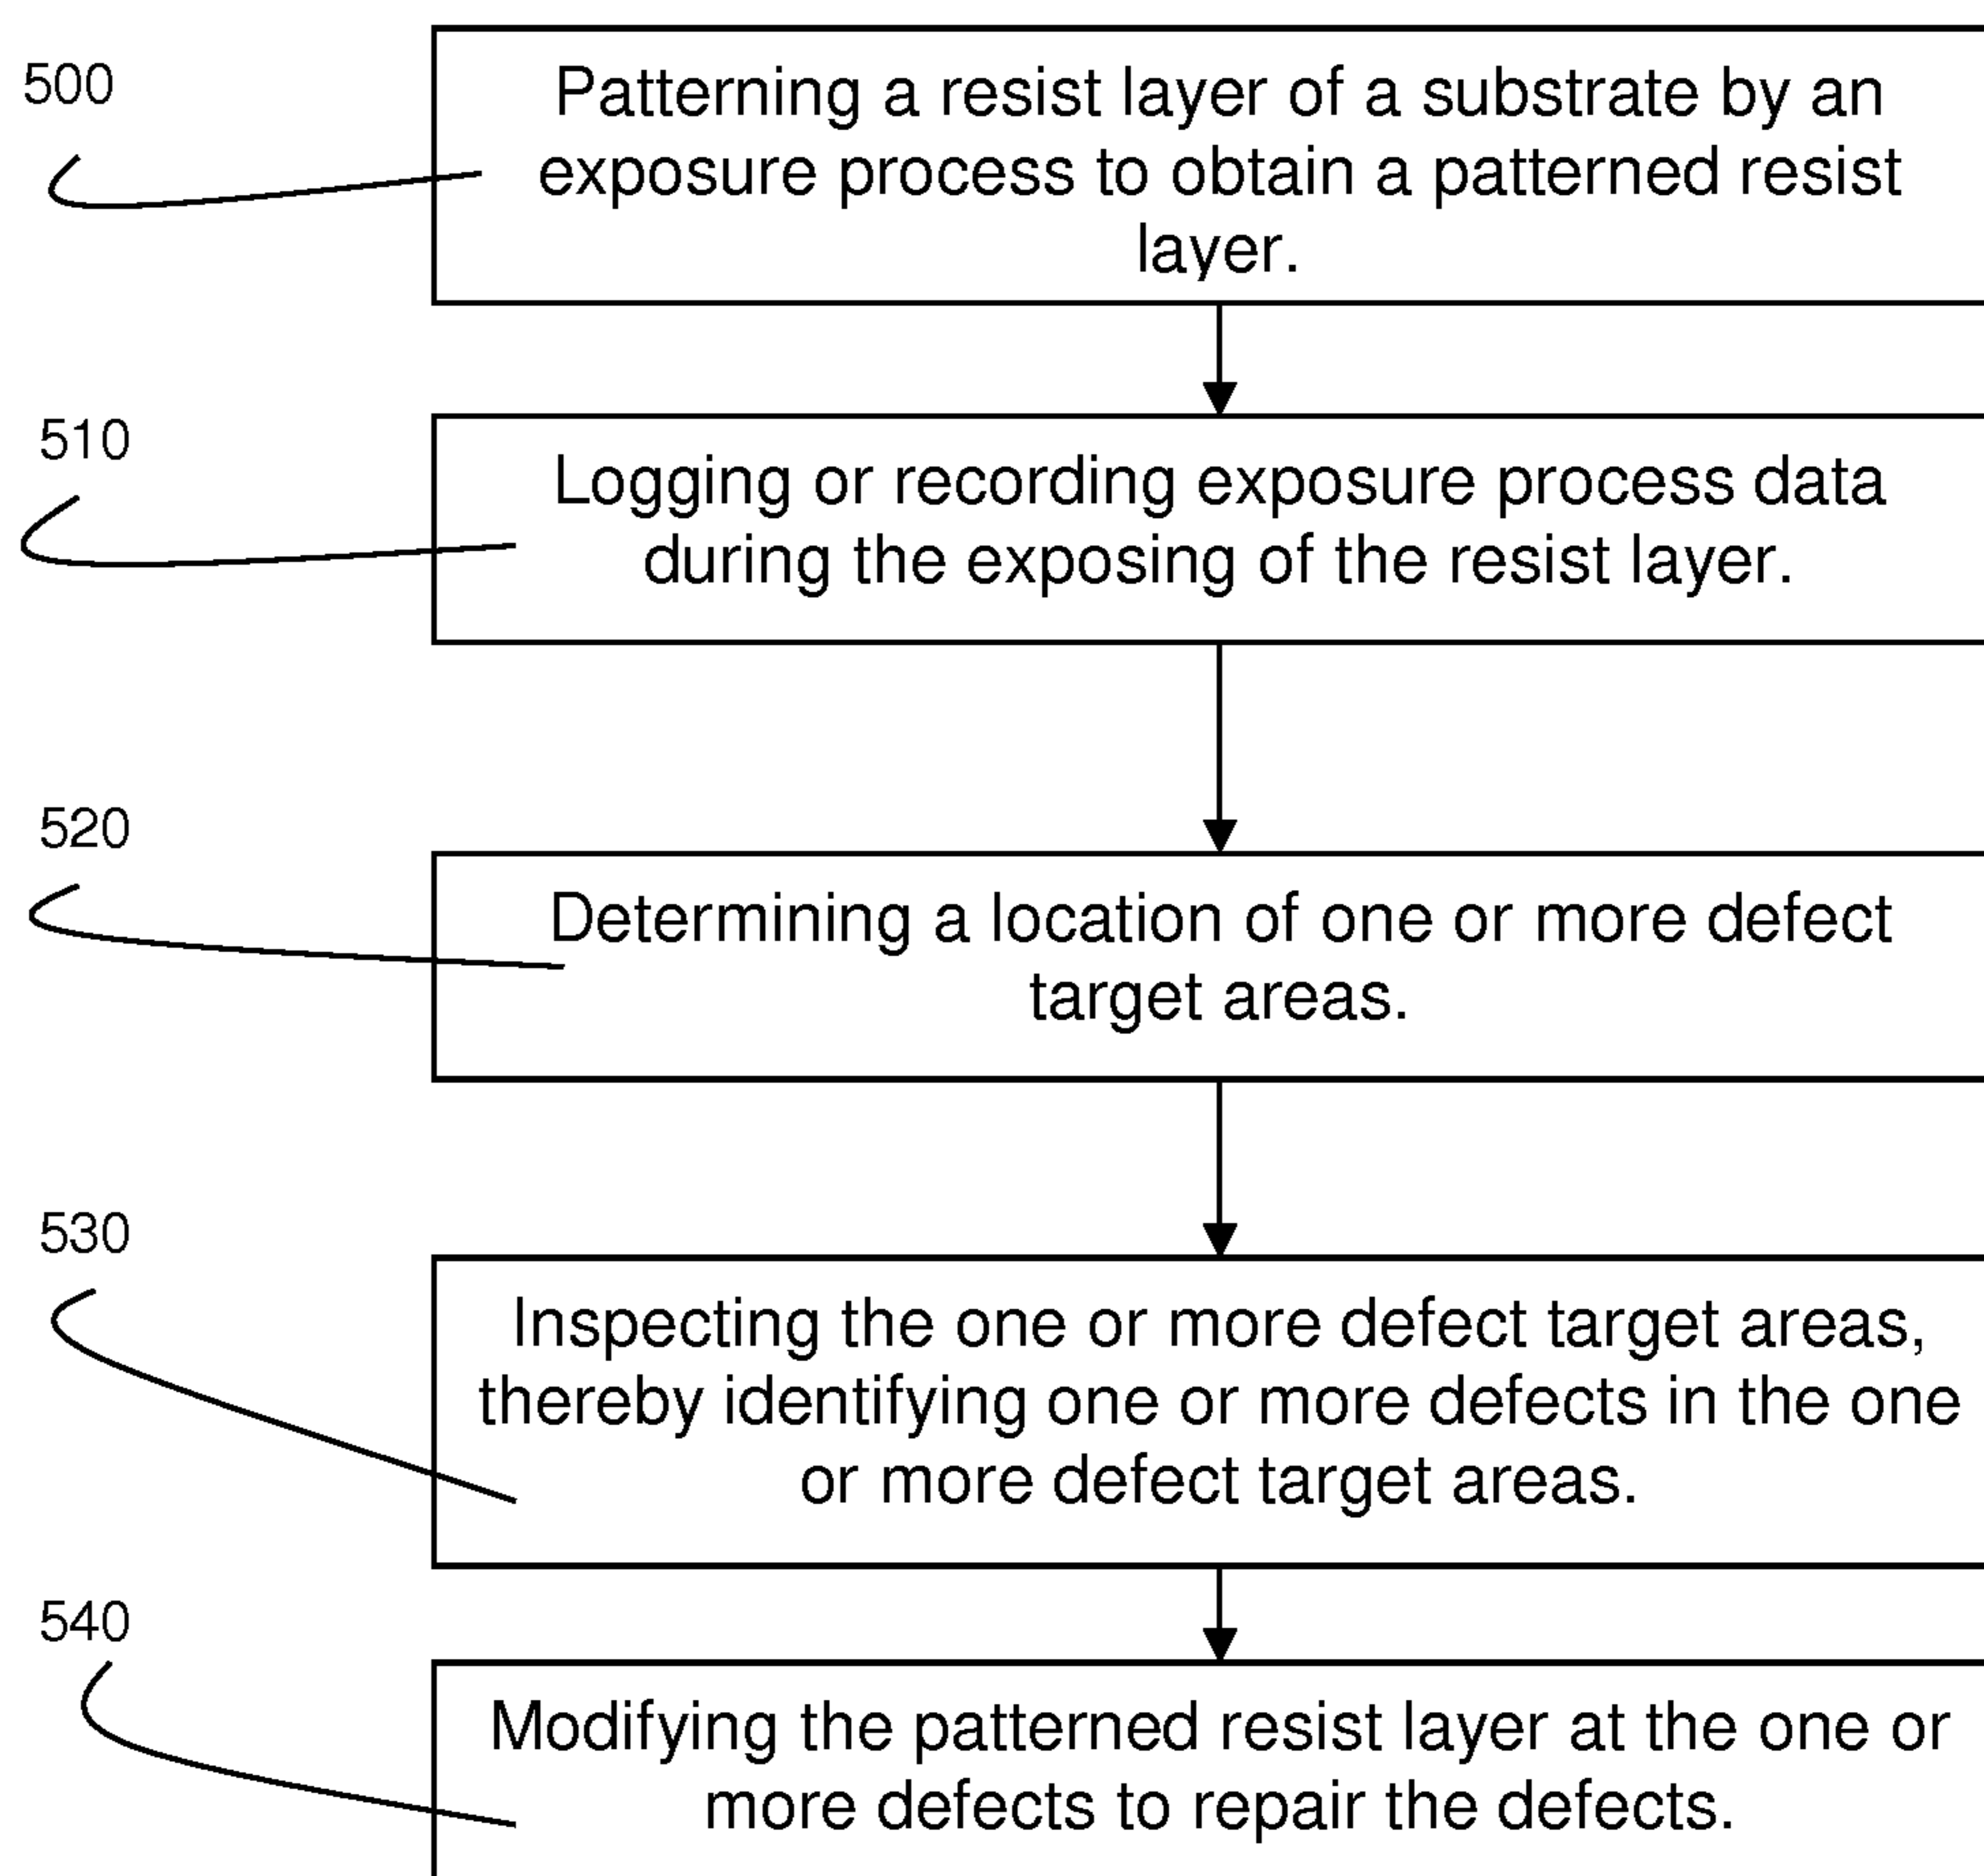 500
Patterning a resist layer of a substrate by an
exposure process to obtain a patterned resist
layer.
510
Logging or recording exposure process data
during the exposing of the resist layer.
520
Determining a location of one or more defect
target areas.
530
Inspecting the one or more defect target areas,
thereby identifying one or more defects in the one
or more defect target areas.
540
Modifying the patterned resist layer at the one or
more defects to repair the defects.